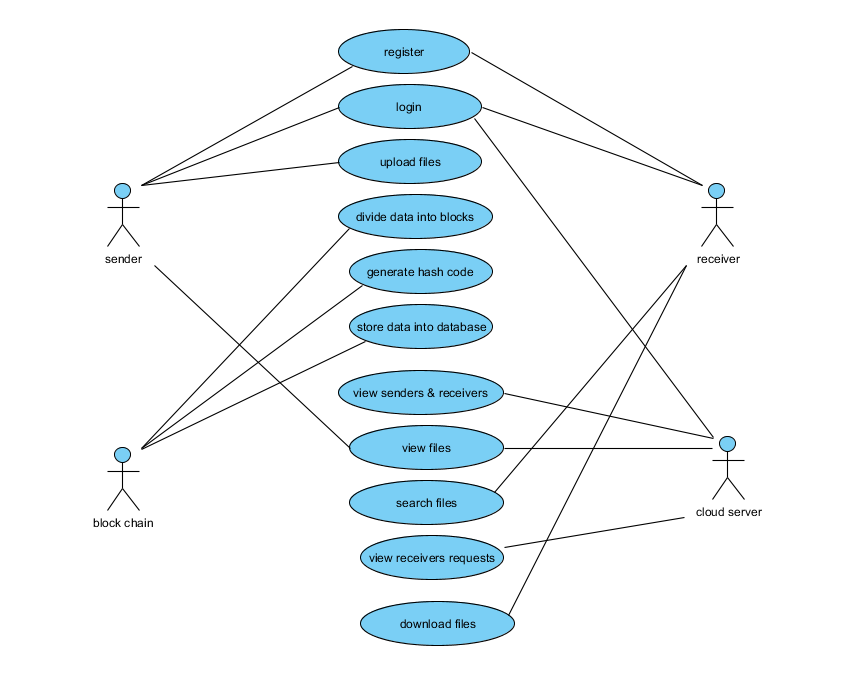 register
login
upload files
divide data into blocks
sender
receiver
generate hash code
store data into database
view senders & receivers
view files
search files
cloud server
block chain
view receivers requests
download files